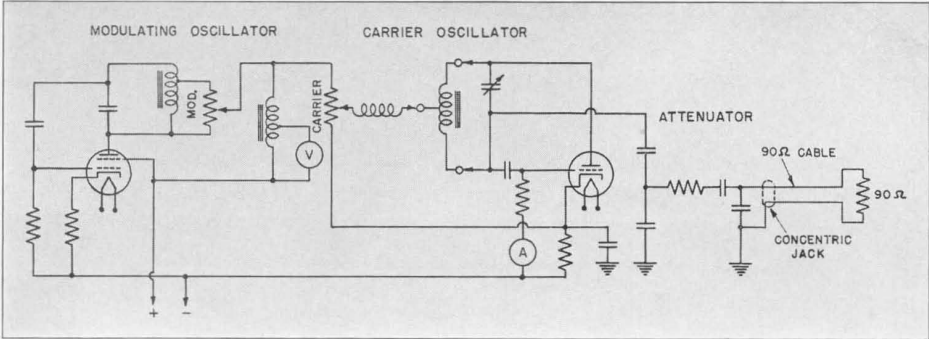 MODULATING OSCILLATOR
CARRIER OSCILLATOR
MOD.
CARRIER
V
ATTENUATOR
90Ω CABLE
90Ω
A
CONCENTRIC
JACK
+ −